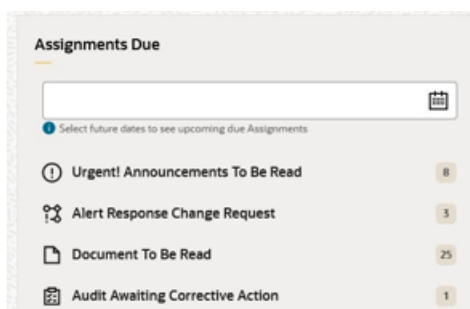 Assignments Due
Select future dates to see upcoming due Assignments
Urgent! Announcements To Be Read 8
Alert Response Change Request 3
Document To Be Read 25
Audit Awaiting Corrective Action 1